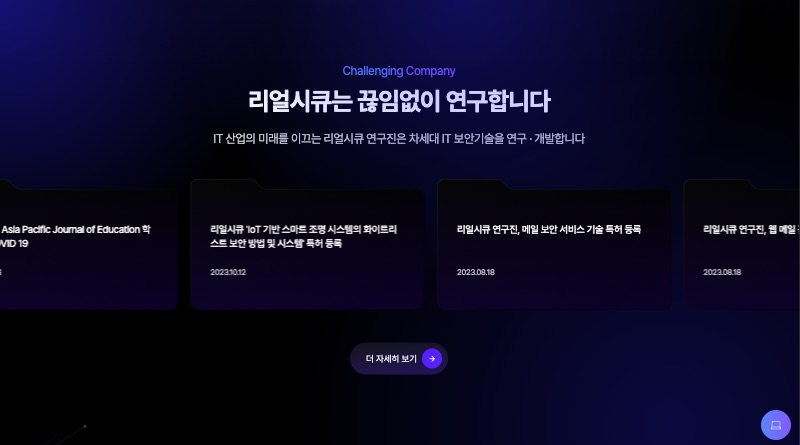 Challenging Company
리얼시큐는 끊임없이 연구합니다
IT 산업의 미래를 이끄는 리얼시큐 연구진은 차세대 IT 보안기술을 연구 · 개발합니다
Asia Pacific Journal of Education 학
VID 19
리얼시큐 'IoT 기반 스마트 조명 시스템의 화이트리
스트 보안 방법 및 시스템' 특허 등록
2023.10.12
리얼시큐 연구진, 메일 보안 서비스 기술 특허 등록
2023.08.18
리얼시큐 연구진, 웹 메일
2023.08.18
더 자세히 보기